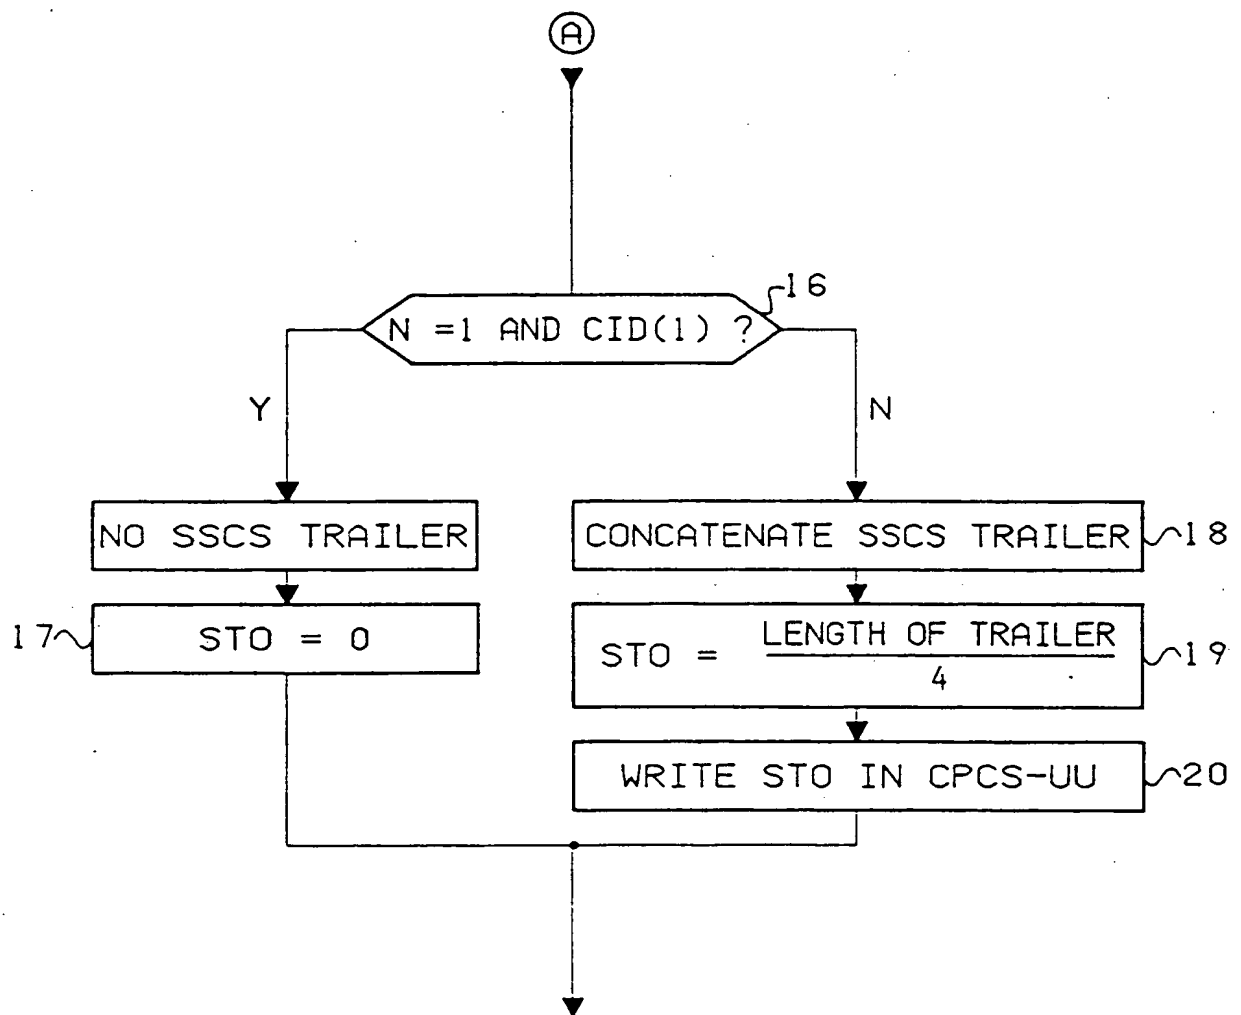 A
16
N =1 AND CID(1) ?
Y
N
NO SSCS TRAILER
CONCATENATE SSCS TRAILER
18
17
STO = 0
STO = LENGTH OF TRAILER
4
19
WRITE STO IN CPCS-UU
20